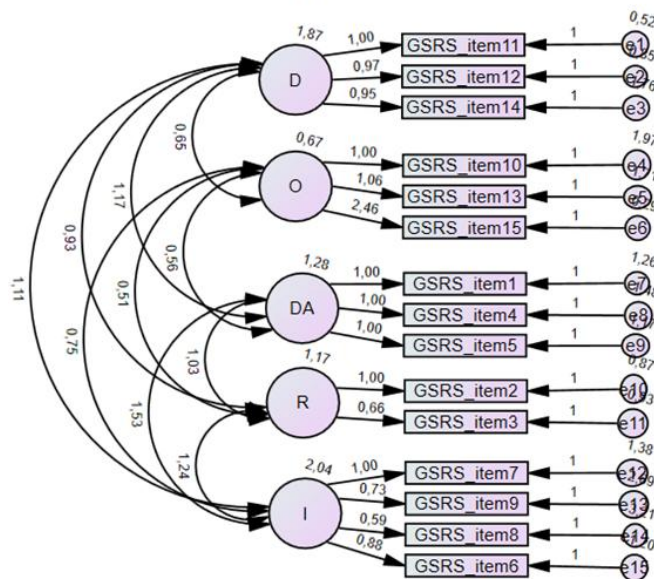 1,87
1,00
GSRS_item11
1
0,52
e1
D
0,97
GSRS_item12
1
e2
0,95
GSRS_item14
1
e3
0,67
1,00
GSRS_item10
1
1,97
e4
O
1,06
GSRS_item13
1
e5
2,46
GSRS_item15
1
e6
1,28
1,00
GSRS_item1
1
1,26
e7
DA
1,00
GSRS_item4
1
e8
1,00
GSRS_item5
1
e9
1,17
1,00
GSRS_item2
1
0,87
e10
R
0,66
GSRS_item3
1
e11
2,04
1,00
GSRS_item7
1
1,38
e12
I
0,73
GSRS_item9
1
e13
0,59
GSRS_item8
1
e14
0,88
GSRS_item6
1
e15
0,65
1,17
0,93
0,56
0,51
1,11
0,75
1,03
1,53
1,24